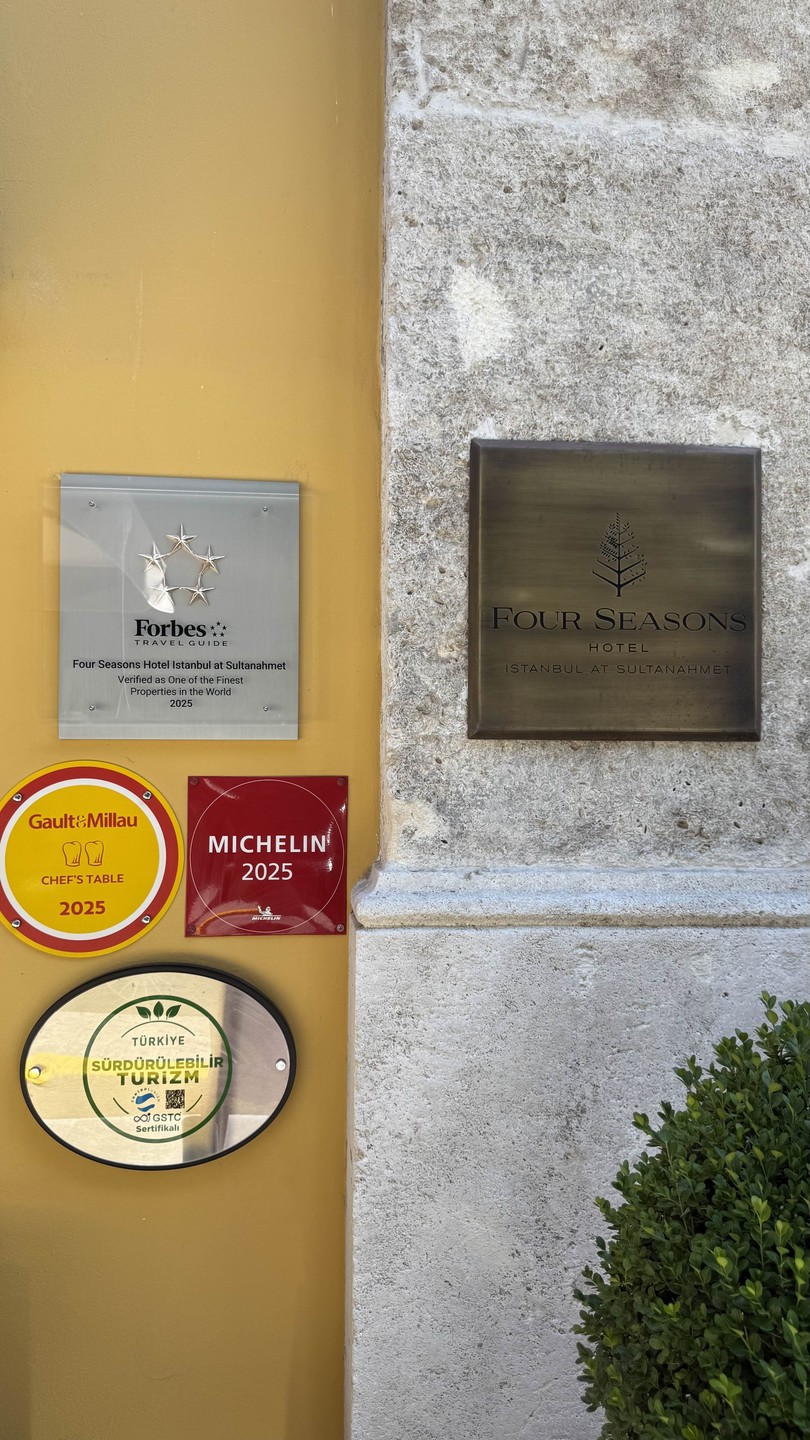 Forbes
TRAVEL GUIDE
Four Seasons Hotel Istanbul at Sultanahmet
Verified as One of the Finest
Properties in the World
2025
FOUR SEASONS
HOTEL
ISTANBUL AT SULTANAHMET
Gault&Millau
CHEF'S TABLE
2025
MICHELIN
2025
MICHELIN
TÜRKİYE
SÜRDÜRÜLEBİLİR
TURİZM
GSTC
Sertifikalı